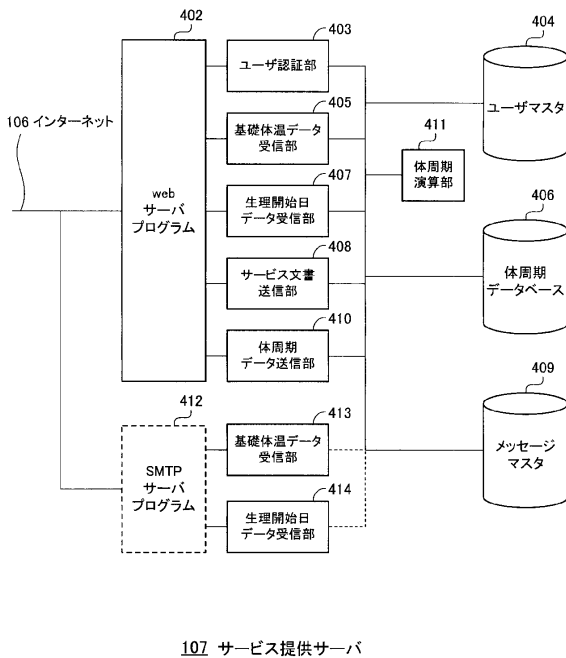 402
403
404
ユーザ認証部
ユーザマスタ
405
基礎体温データ
受信部
411
体周期
演算部
106 インターネット
web
サーバ
プログラム
407
生理開始日
データ受信部
406
体周期
データベース
408
サービス文書
送信部
410
体周期
データ送信部
409
メッセージ
マスタ
412
SMTP
サーバ
プログラム
413
基礎体温データ
受信部
414
生理開始日
データ受信部
107 サービス提供サーバ